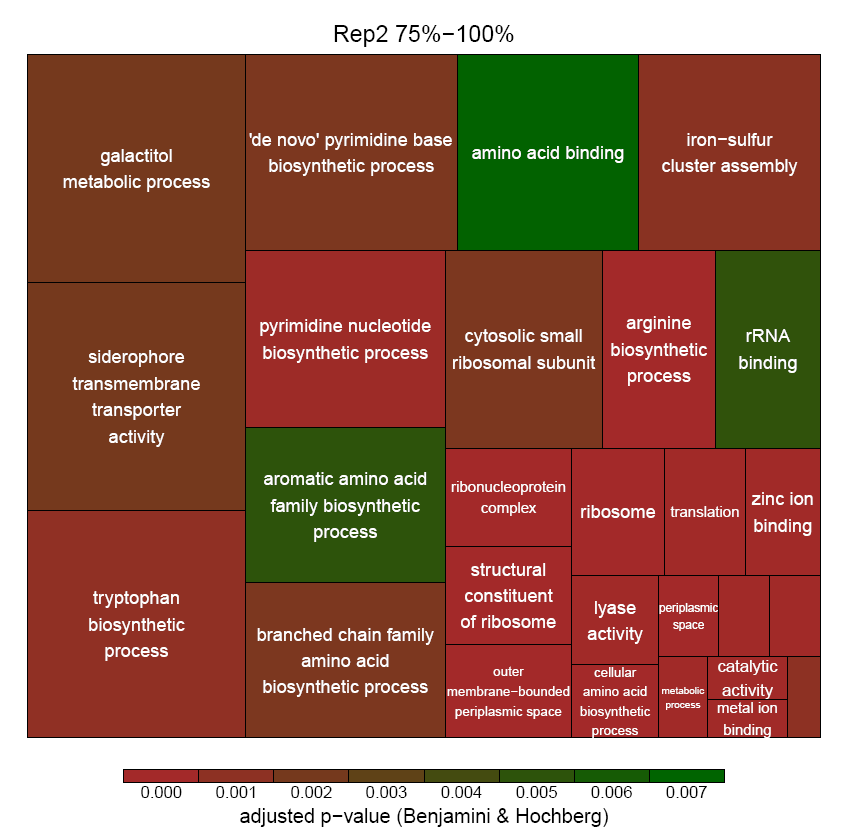 Rep2 75%−100%
galactitol
metabolic process
'de novo' pyrimidine base
biosynthetic process
amino acid binding
iron−sulfur
cluster assembly
siderophore
transmembrane
transporter
activity
pyrimidine nucleotide
biosynthetic process
cytosolic small
ribosomal subunit
arginine
biosynthetic
process
rRNA
binding
tryptophan
biosynthetic
process
aromatic amino acid
family biosynthetic
process
branched chain family
amino acid
biosynthetic process
ribonucleoprotein
complex
ribosome
translation
zinc ion
binding
structural
constituent
of ribosome
lyase
activity
periplasmic
space
outer
membrane−bounded
periplasmic space
cellular
amino acid
biosynthetic
process
metabolic
process
catalytic
activity
metal ion
binding
0.000 0.001 0.002 0.003 0.004 0.005 0.006 0.007
adjusted p−value (Benjamini & Hochberg)